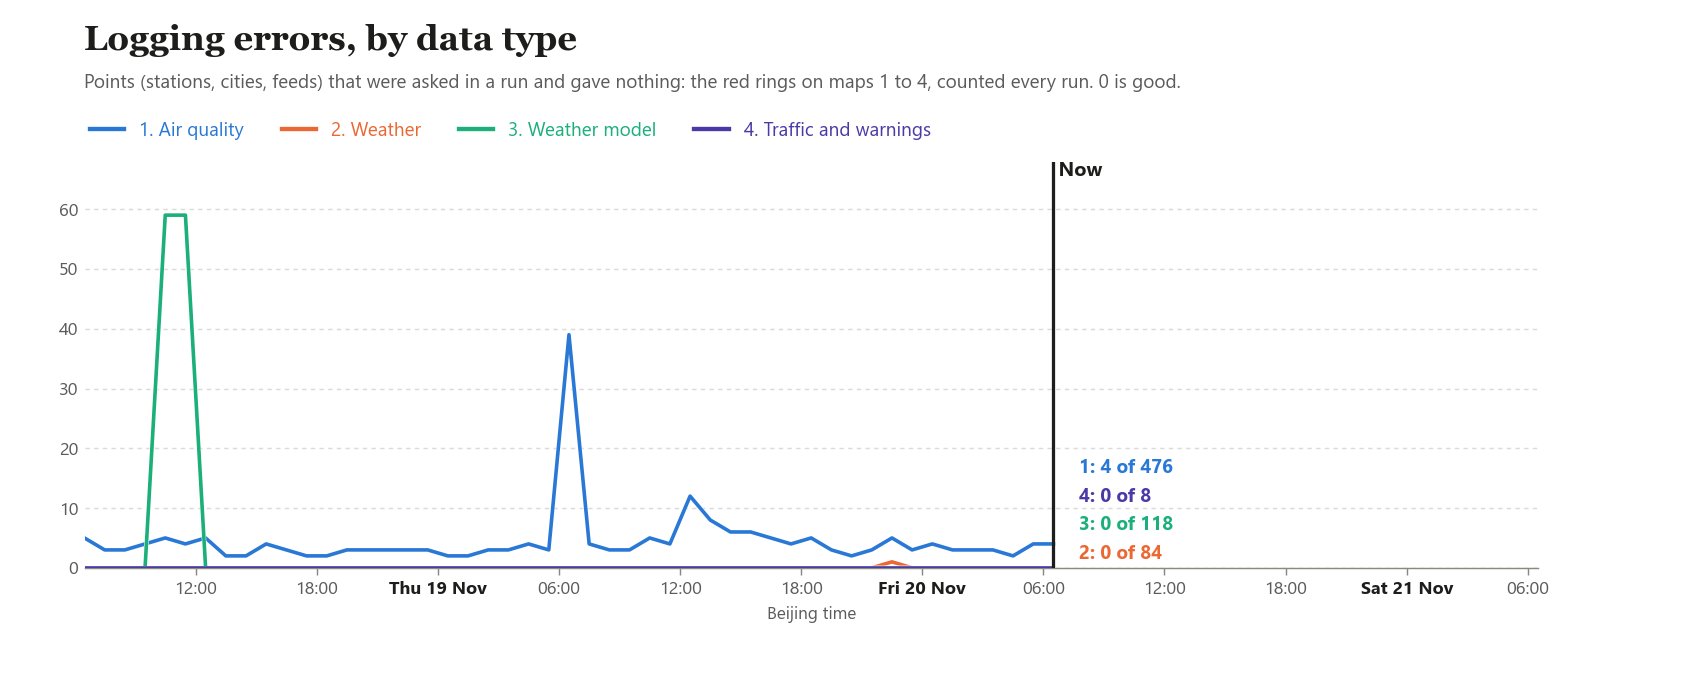 Logging errors, by data type
Points (stations, cities, feeds) that were asked in a run and gave nothing: the red rings on maps 1 to 4, counted every run. 0 is good.
1. Air quality 2. Weather 3. Weather model 4. Traffic and warnings
Now
60
50
40
30
20
10
0
1: 4 of 476
4: 0 of 8
3: 0 of 118
2: 0 of 84
12:00 18:00 Thu 19 Nov 06:00 12:00 18:00 Fri 20 Nov 06:00 12:00 18:00 Sat 21 Nov 06:00
Beijing time